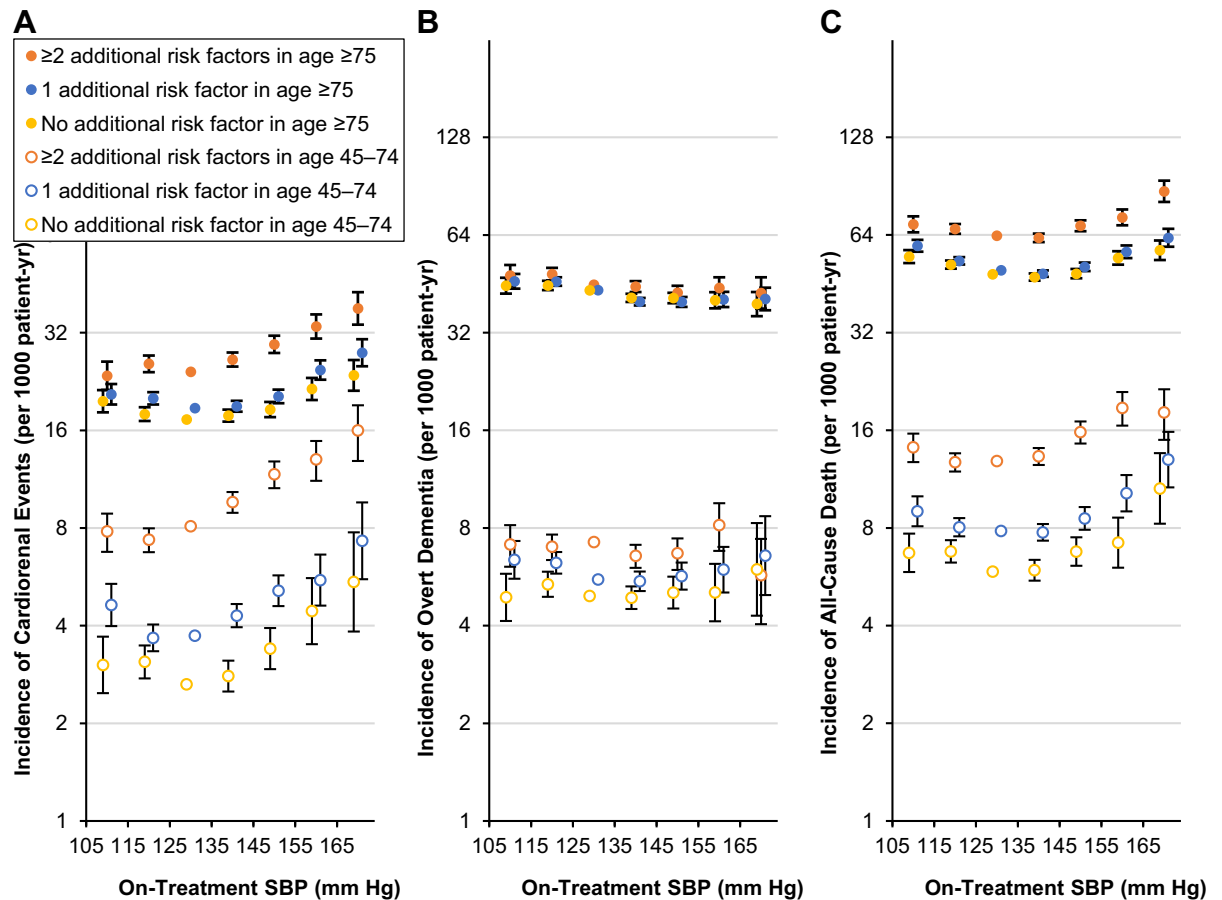 A
≥2 additional risk factors in age ≥75
1 additional risk factor in age ≥75
No additional risk factor in age ≥75
≥2 additional risk factors in age 45–74
1 additional risk factor in age 45–74
No additional risk factor in age 45–74
Incidence of Cardiorenal Events (per 1000 patient-yr)
32
16
8
4
2
1
105 115 125 135 145 155 165
On-Treatment SBP (mm Hg)
B
Incidence of Overt Dementia (per 1000 patient-yr)
128
64
32
16
8
4
2
1
105 115 125 135 145 155 165
On-Treatment SBP (mm Hg)
C
Incidence of All-Cause Death (per 1000 patient-yr)
128
64
32
16
8
4
2
1
105 115 125 135 145 155 165
On-Treatment SBP (mm Hg)